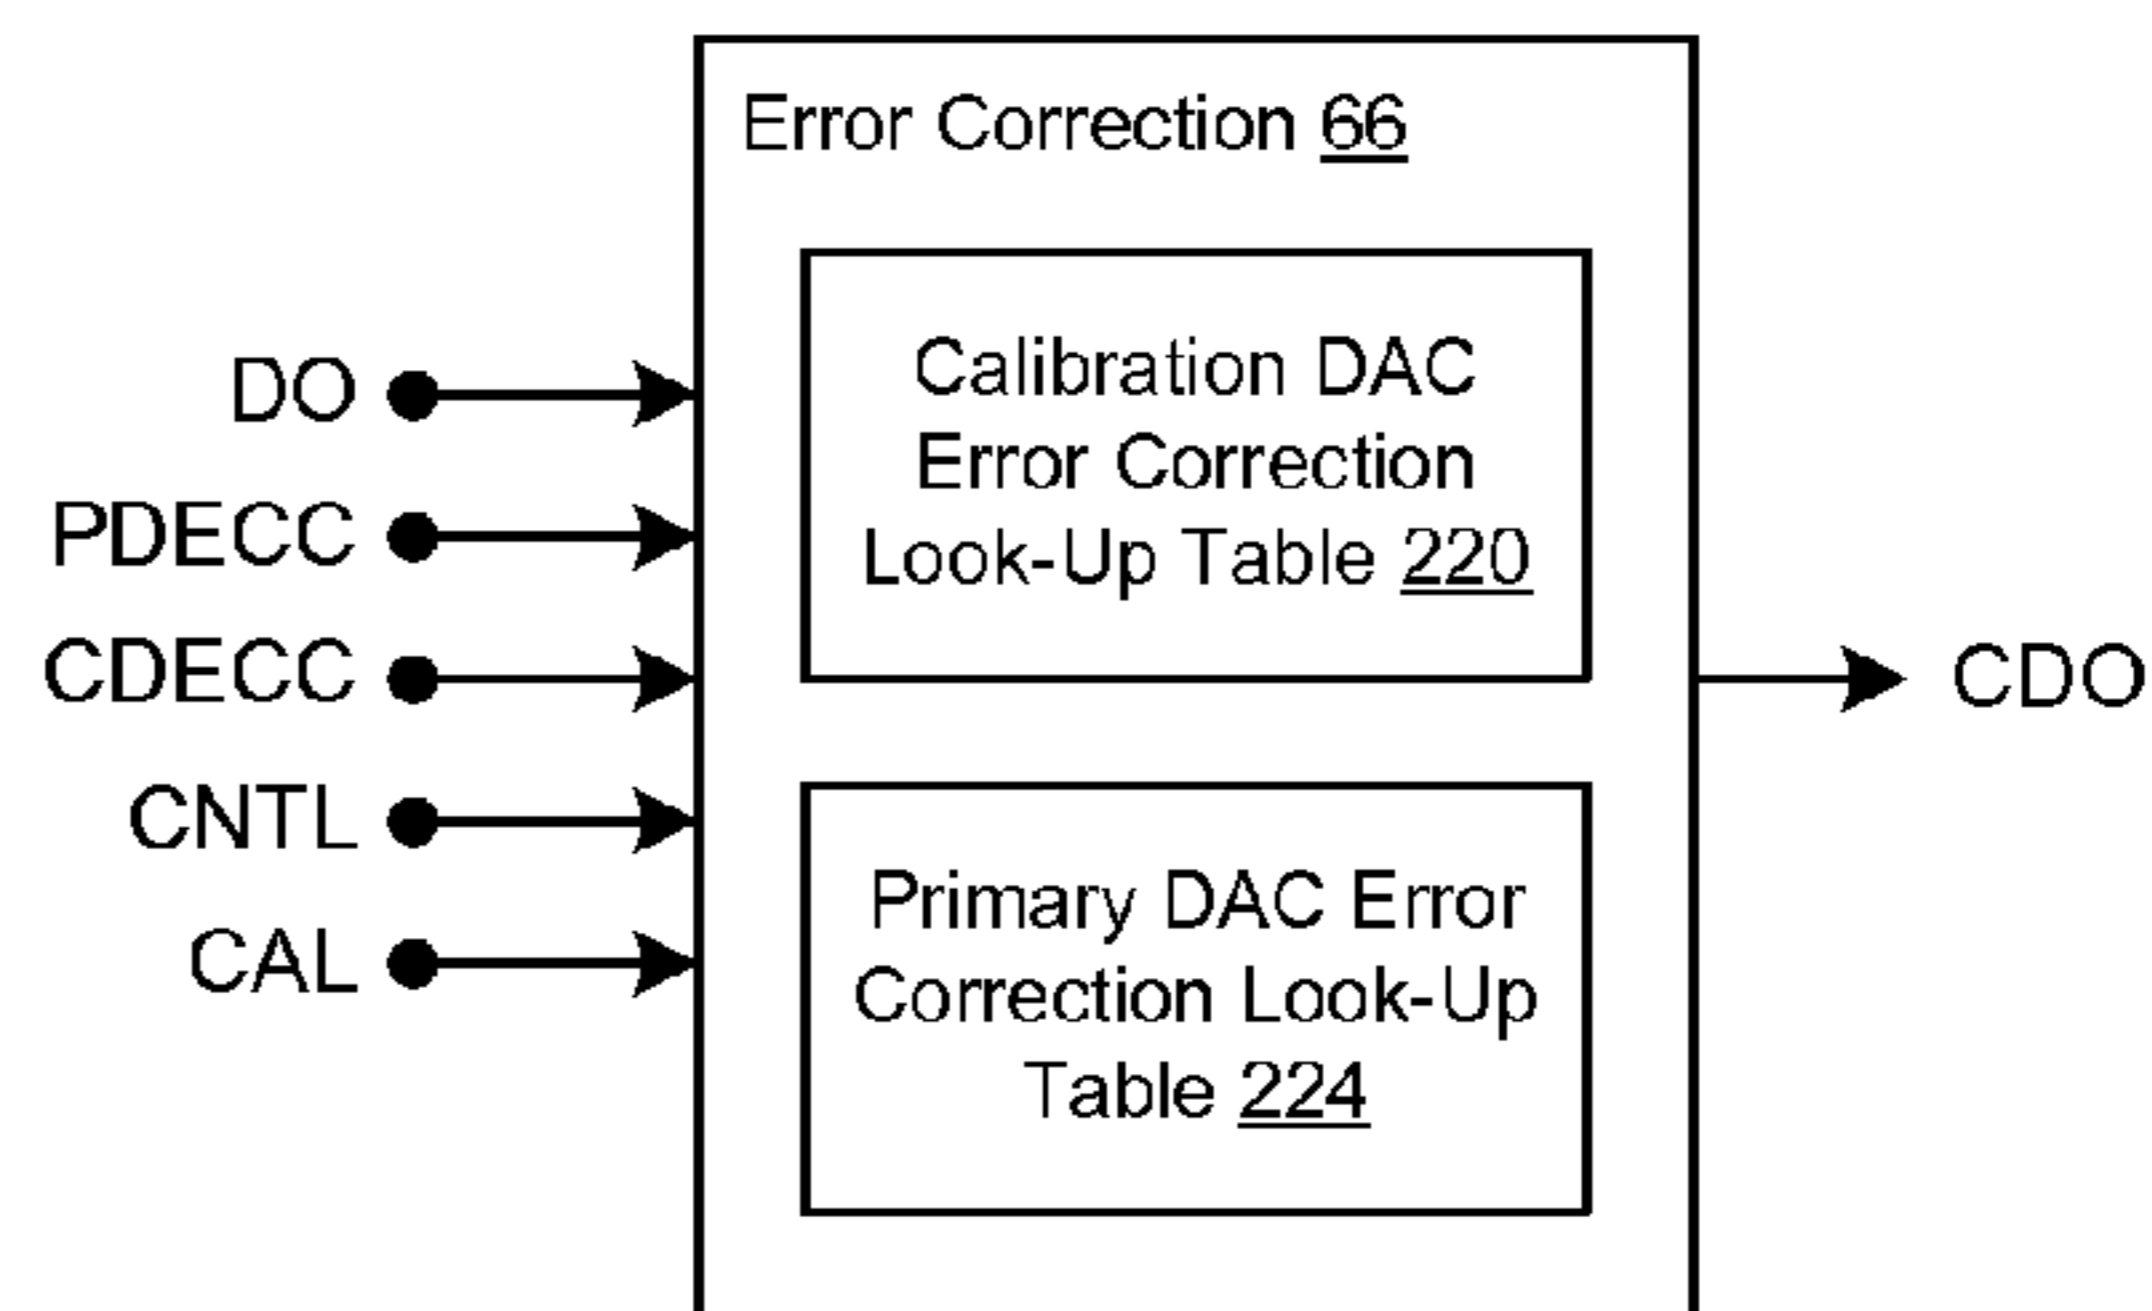 Error Correction 66
Calibration DAC
Error Correction
Look-Up Table 220
DO
PDECC
CDECC
CNTL
CAL
CDO
Primary DAC Error
Correction Look-Up
Table 224